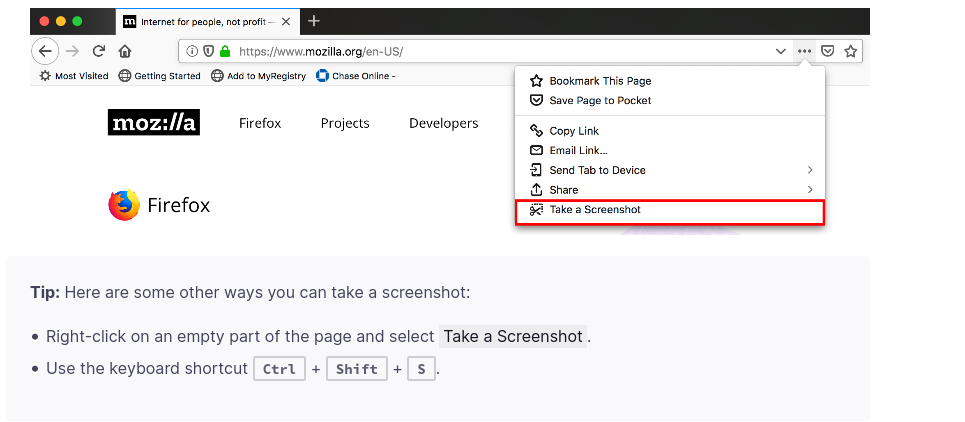 m Internet for people, not profit —
https://www.mozilla.org/en-US/
Most Visited Getting Started Add to MyRegistry Chase Online -
Bookmark This Page
Save Page to Pocket
moz://a Firefox Projects Developers
Copy Link
Email Link...
Send Tab to Device
Share
Firefox
Take a Screenshot
Tip: Here are some other ways you can take a screenshot:
• Right-click on an empty part of the page and select Take a Screenshot.
• Use the keyboard shortcut Ctrl + Shift + S.